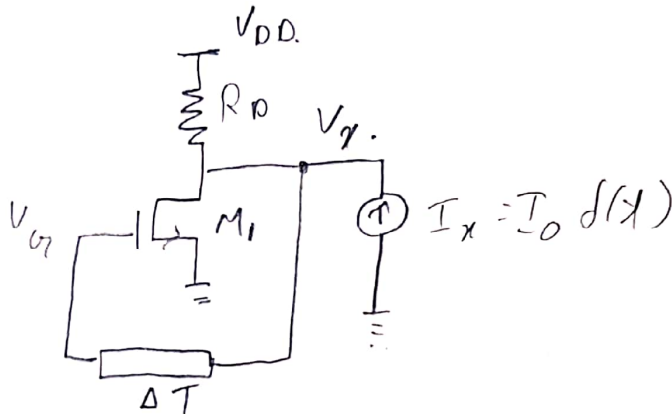 VDD.
RD
Vx.
VG
M1
Ix = I0 δ(t)
ΔT